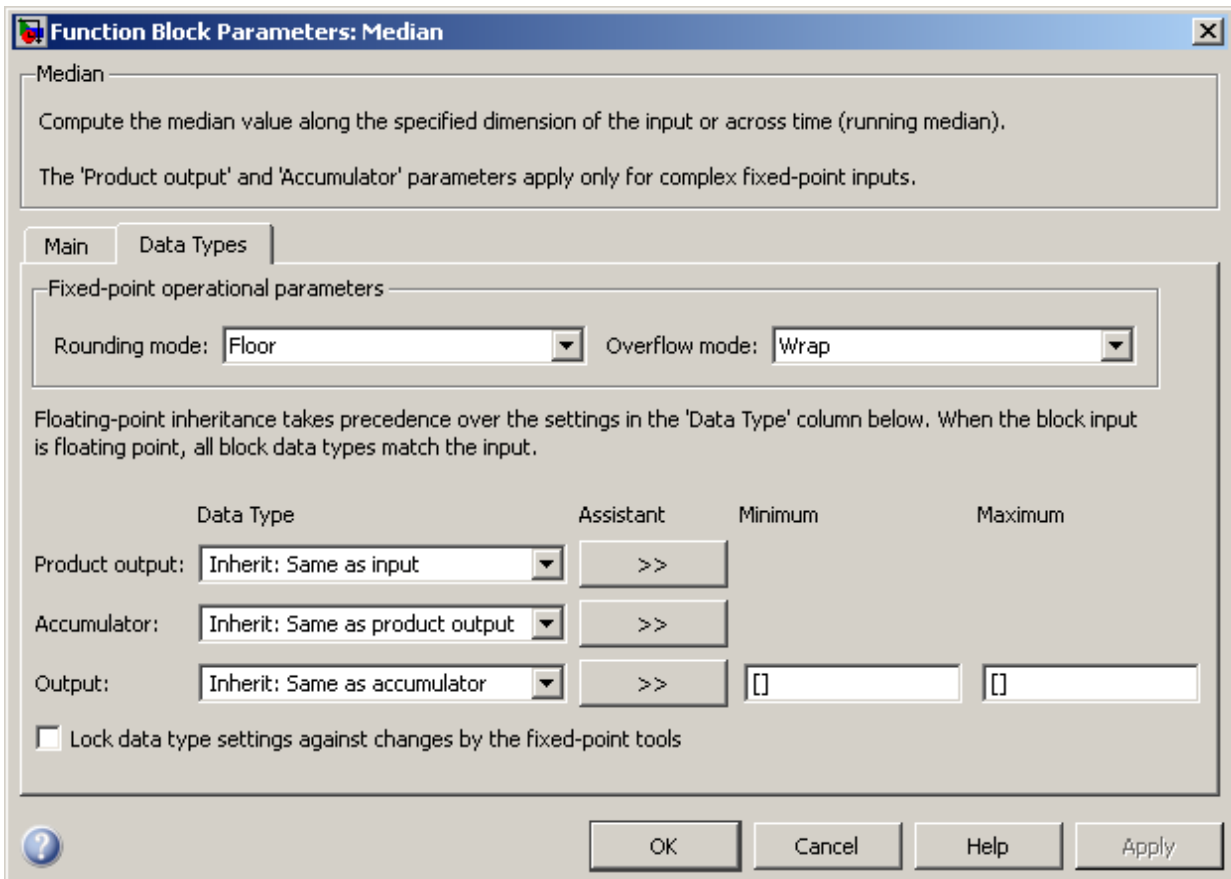 Function Block Parameters: Median
Median
Compute the median value along the specified dimension of the input or across time (running median).
The 'Product output' and 'Accumulator' parameters apply only for complex fixed-point inputs.
Main Data Types
Fixed-point operational parameters
Rounding mode: Floor Overflow mode: Wrap
Floating-point inheritance takes precedence over the settings in the 'Data Type' column below. When the block input
is floating point, all block data types match the input.
Data Type Assistant Minimum Maximum
Product output: Inherit: Same as input >>
Accumulator: Inherit: Same as product output >>
Output: Inherit: Same as accumulator >> [] []
Lock data type settings against changes by the fixed-point tools
? OK Cancel Help Apply